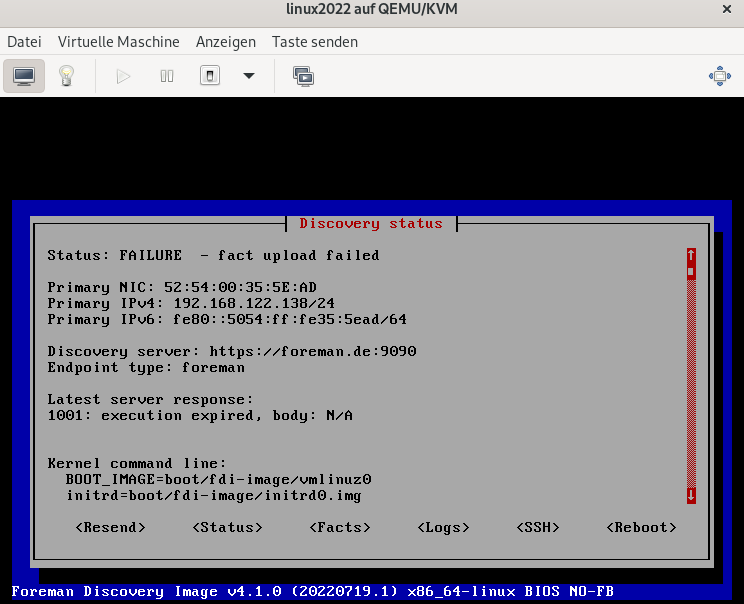 linux2022 auf QEMU/KVM
Datei Virtuelle Maschine Anzeigen Taste senden
Discovery status
Status: FAILURE - fact upload failed
Primary NIC: 52:54:00:35:5E:AD
Primary IPv4: 192.168.122.138/24
Primary IPv6: fe80::5054:ff:fe35:5ead/64
Discovery server: https://foreman.de:9090
Endpoint type: foreman
Latest server response:
1001: execution expired, body: N/A
Kernel command line:
BOOT_IMAGE=boot/fdi-image/vmlinuz0
initrd=boot/fdi-image/initrd0.img
<Resend> <Status> <Facts> <Logs> <SSH> <Reboot>
Foreman Discovery Image v4.1.0 (20220719.1) x86_64-linux BIOS NO-FB